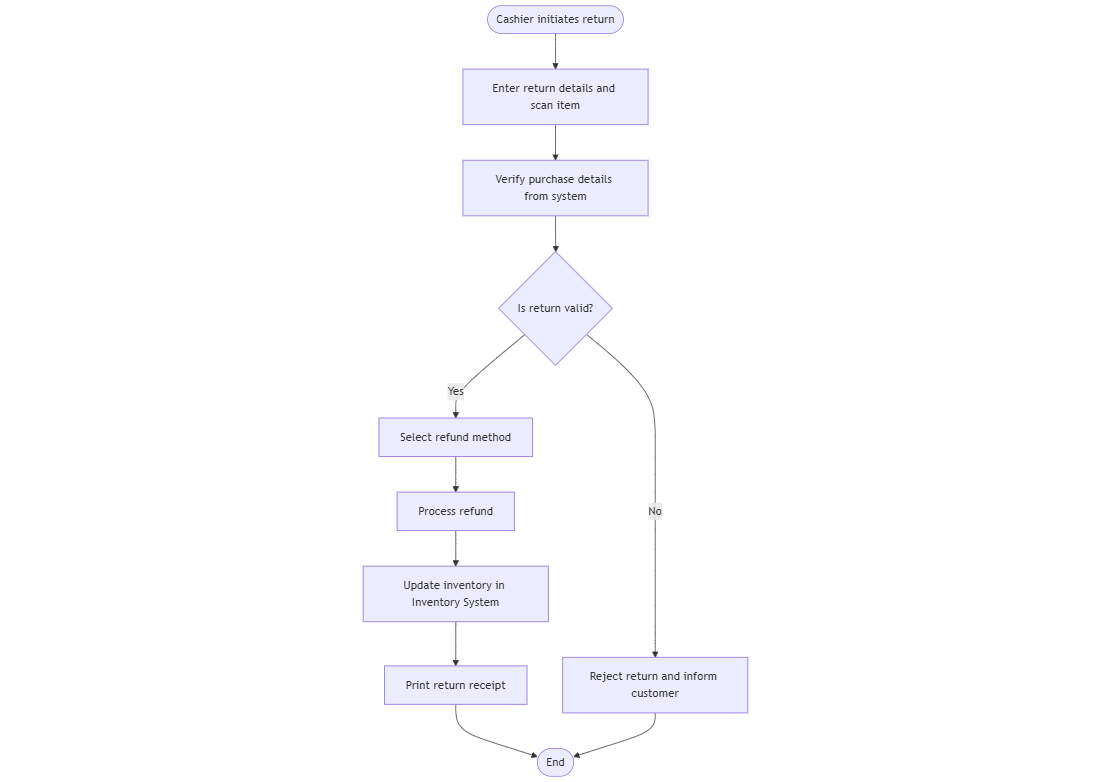 Cashier initiates return
Enter return details and
scan item
Verify purchase details
from system
Is return valid?
Yes
Select refund method
Process refund
No
Update inventory in
Inventory System
Print return receipt
Reject return and inform
customer
End